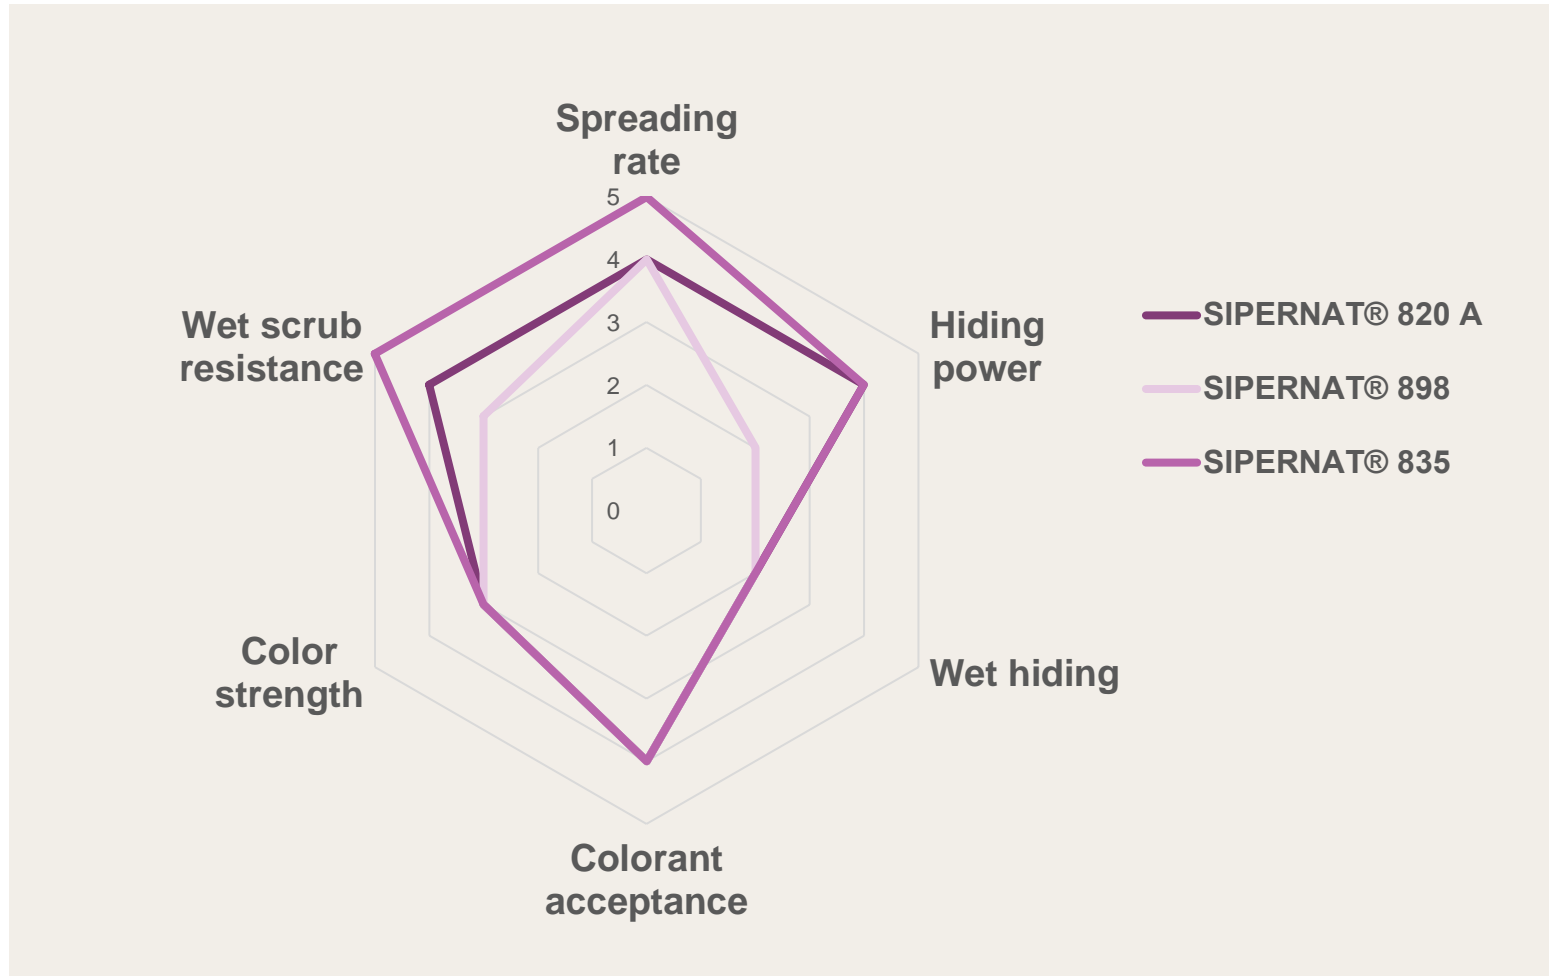 Spreading
rate
5
4
3
2
1
0
Wet scrub
resistance
Hiding
power
Color
strength
Wet hiding
Colorant
acceptance
SIPERNAT® 820 A
SIPERNAT® 898
SIPERNAT® 835